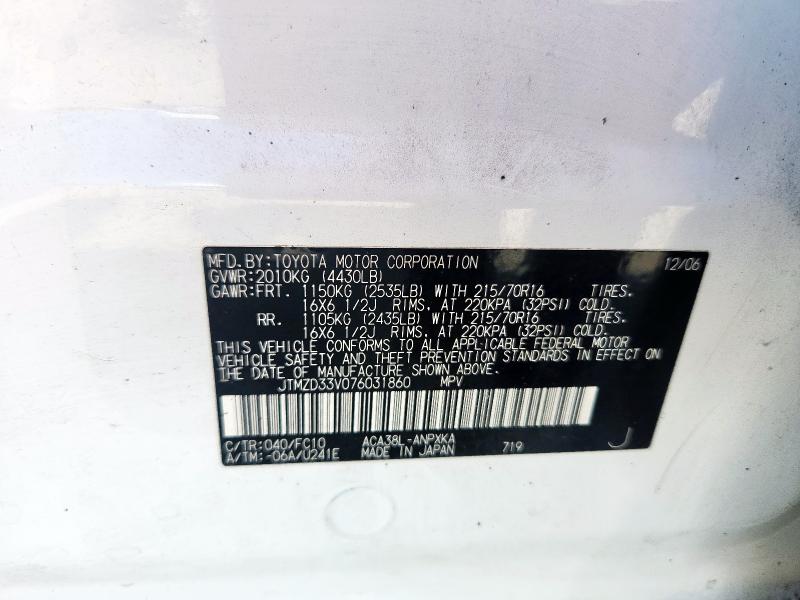 MFD. BY: TOYOTA MOTOR CORPORATION 12/06
GVWR: 2010KG (4430LB)
GAWR: FRT. 1150KG (2535LB) WITH 215/70R16 TIRES.
16X6 1/2J RIMS. AT 220KPA (32PSI) COLD.
RR. 1105KG (2435LB) WITH 215/70R16 TIRES.
16X6 1/2J RIMS. AT 220KPA (32PSI) COLD.
THIS VEHICLE CONFORMS TO ALL APPLICABLE FEDERAL MOTOR
VEHICLE SAFETY AND THEFT PREVENTION STANDARDS IN EFFECT ON
THE DATE OF MANUFACTURE SHOWN ABOVE.
JTMZD33V076031860 MPV
C/TR: 040/FC10 ACA38L-ANPXKA
A/TM: -06A/U241E MADE IN JAPAN 719 J